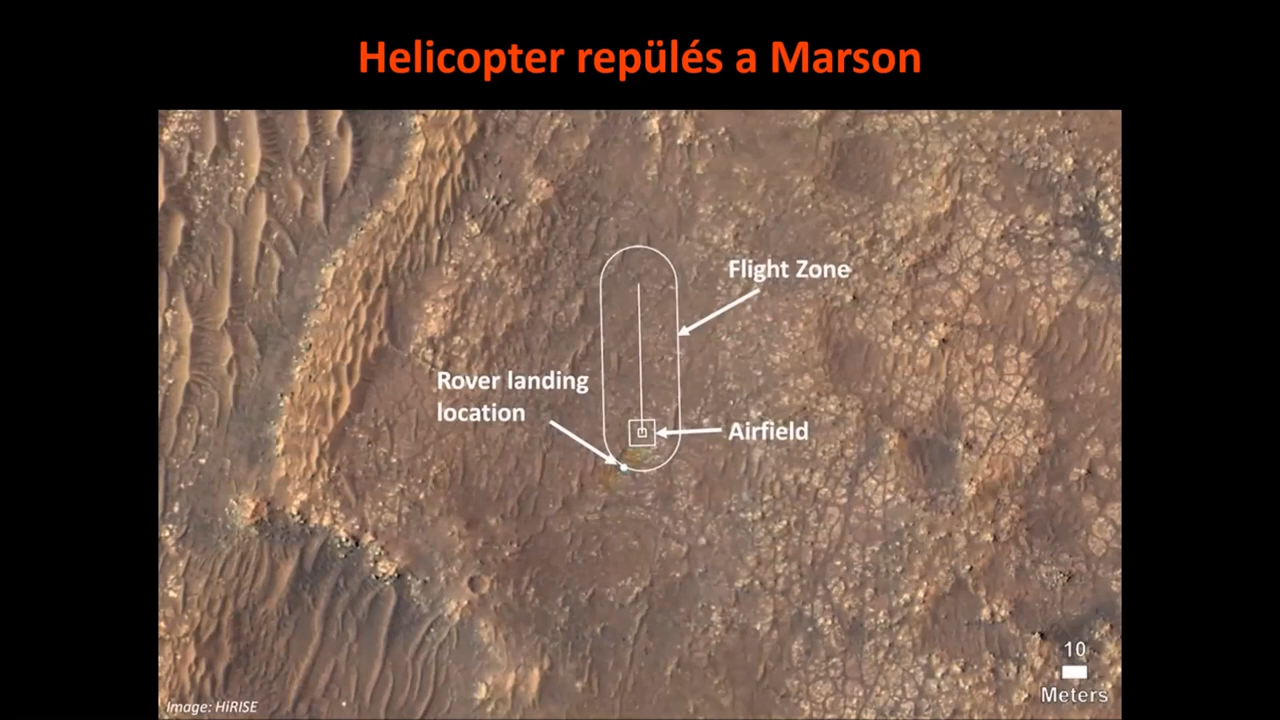 Helicopter repülés a Marson
Flight Zone
Rover landing
location
Airfield
10
Meters
Image: HiRISE